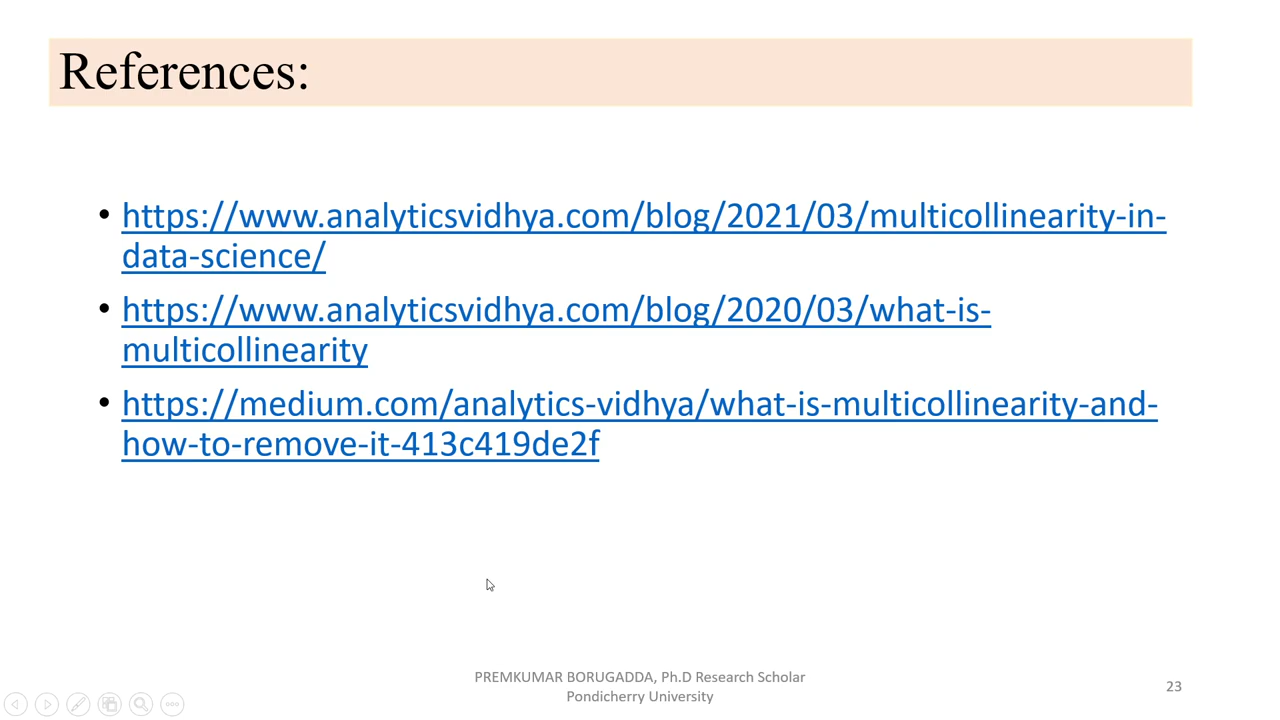 References:
• https://www.analyticsvidhya.com/blog/2021/03/multicollinearity-in-
data-science/
• https://www.analyticsvidhya.com/blog/2020/03/what-is-
multicollinearity
• https://medium.com/analytics-vidhya/what-is-multicollinearity-and-
how-to-remove-it-413c419de2f
PREMKUMAR BORUGADDA, Ph.D Research Scholar
Pondicherry University
23